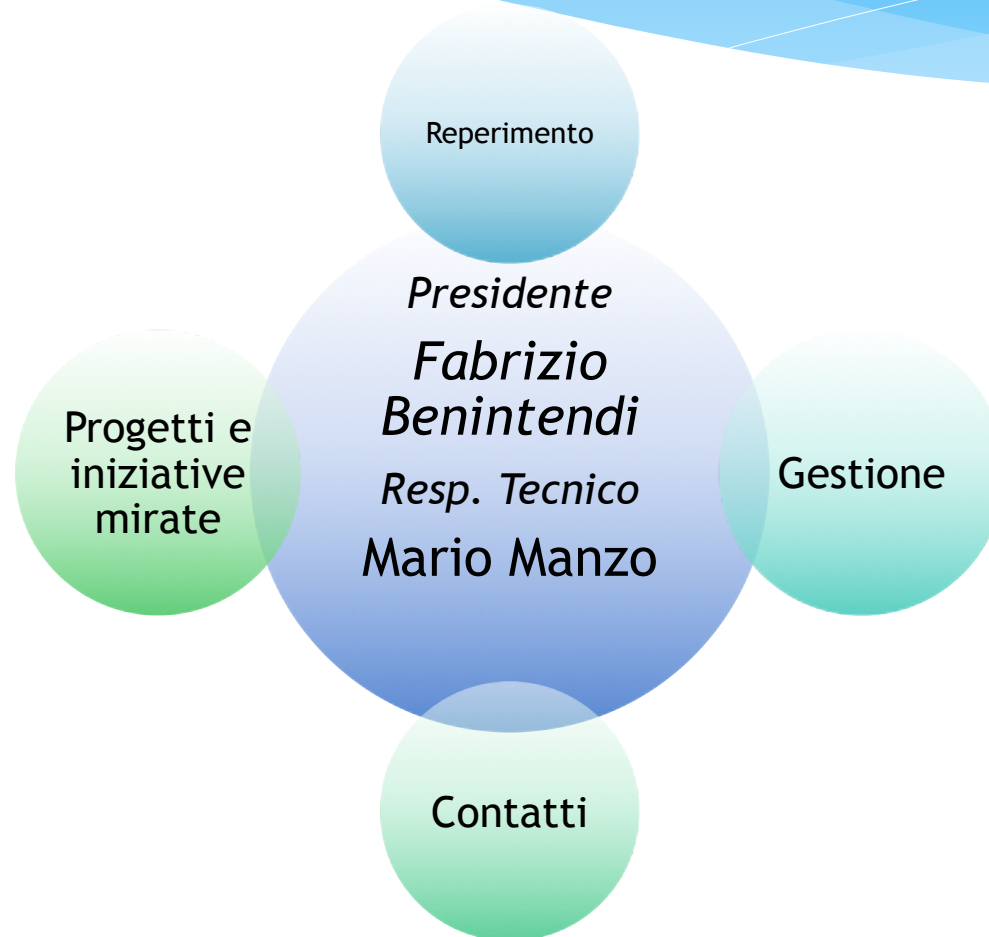 Reperimento
Presidente
Fabrizio
Benintendi
Resp. Tecnico
Mario Manzo
Progetti e
iniziative
mirate
Gestione
Contatti